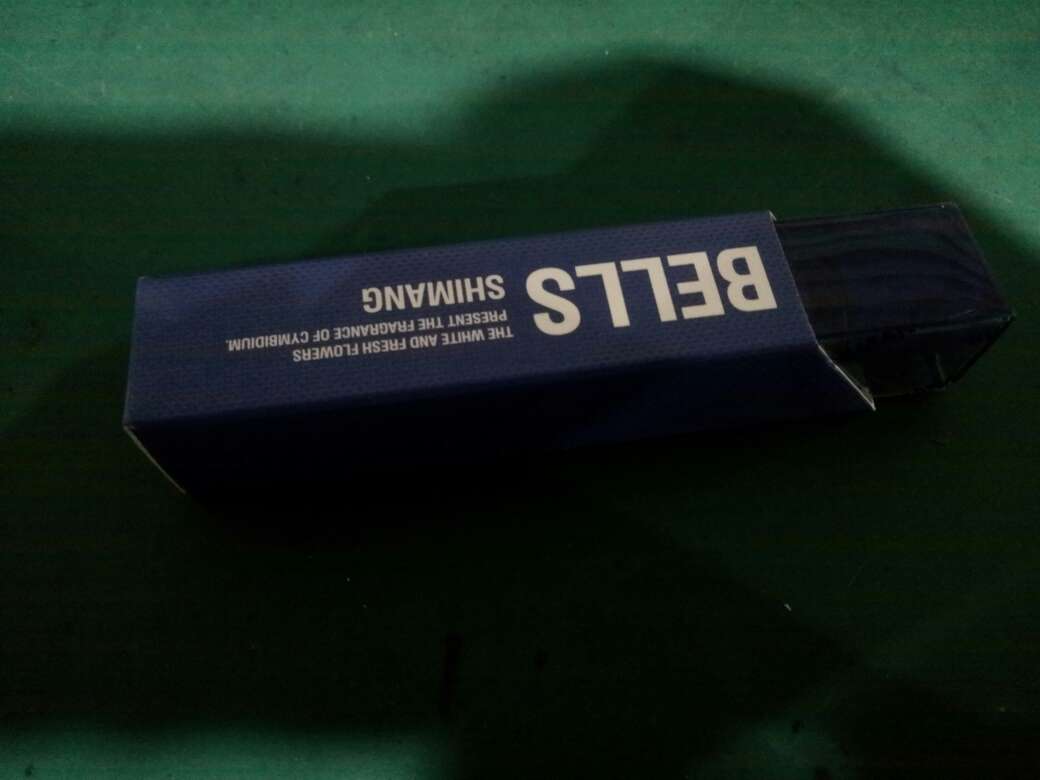 BELLS
SHIMANG
THE WHITE AND FRESH FLOWERS
PRESENT THE FRAGRANCE OF CYMBIDIUM.